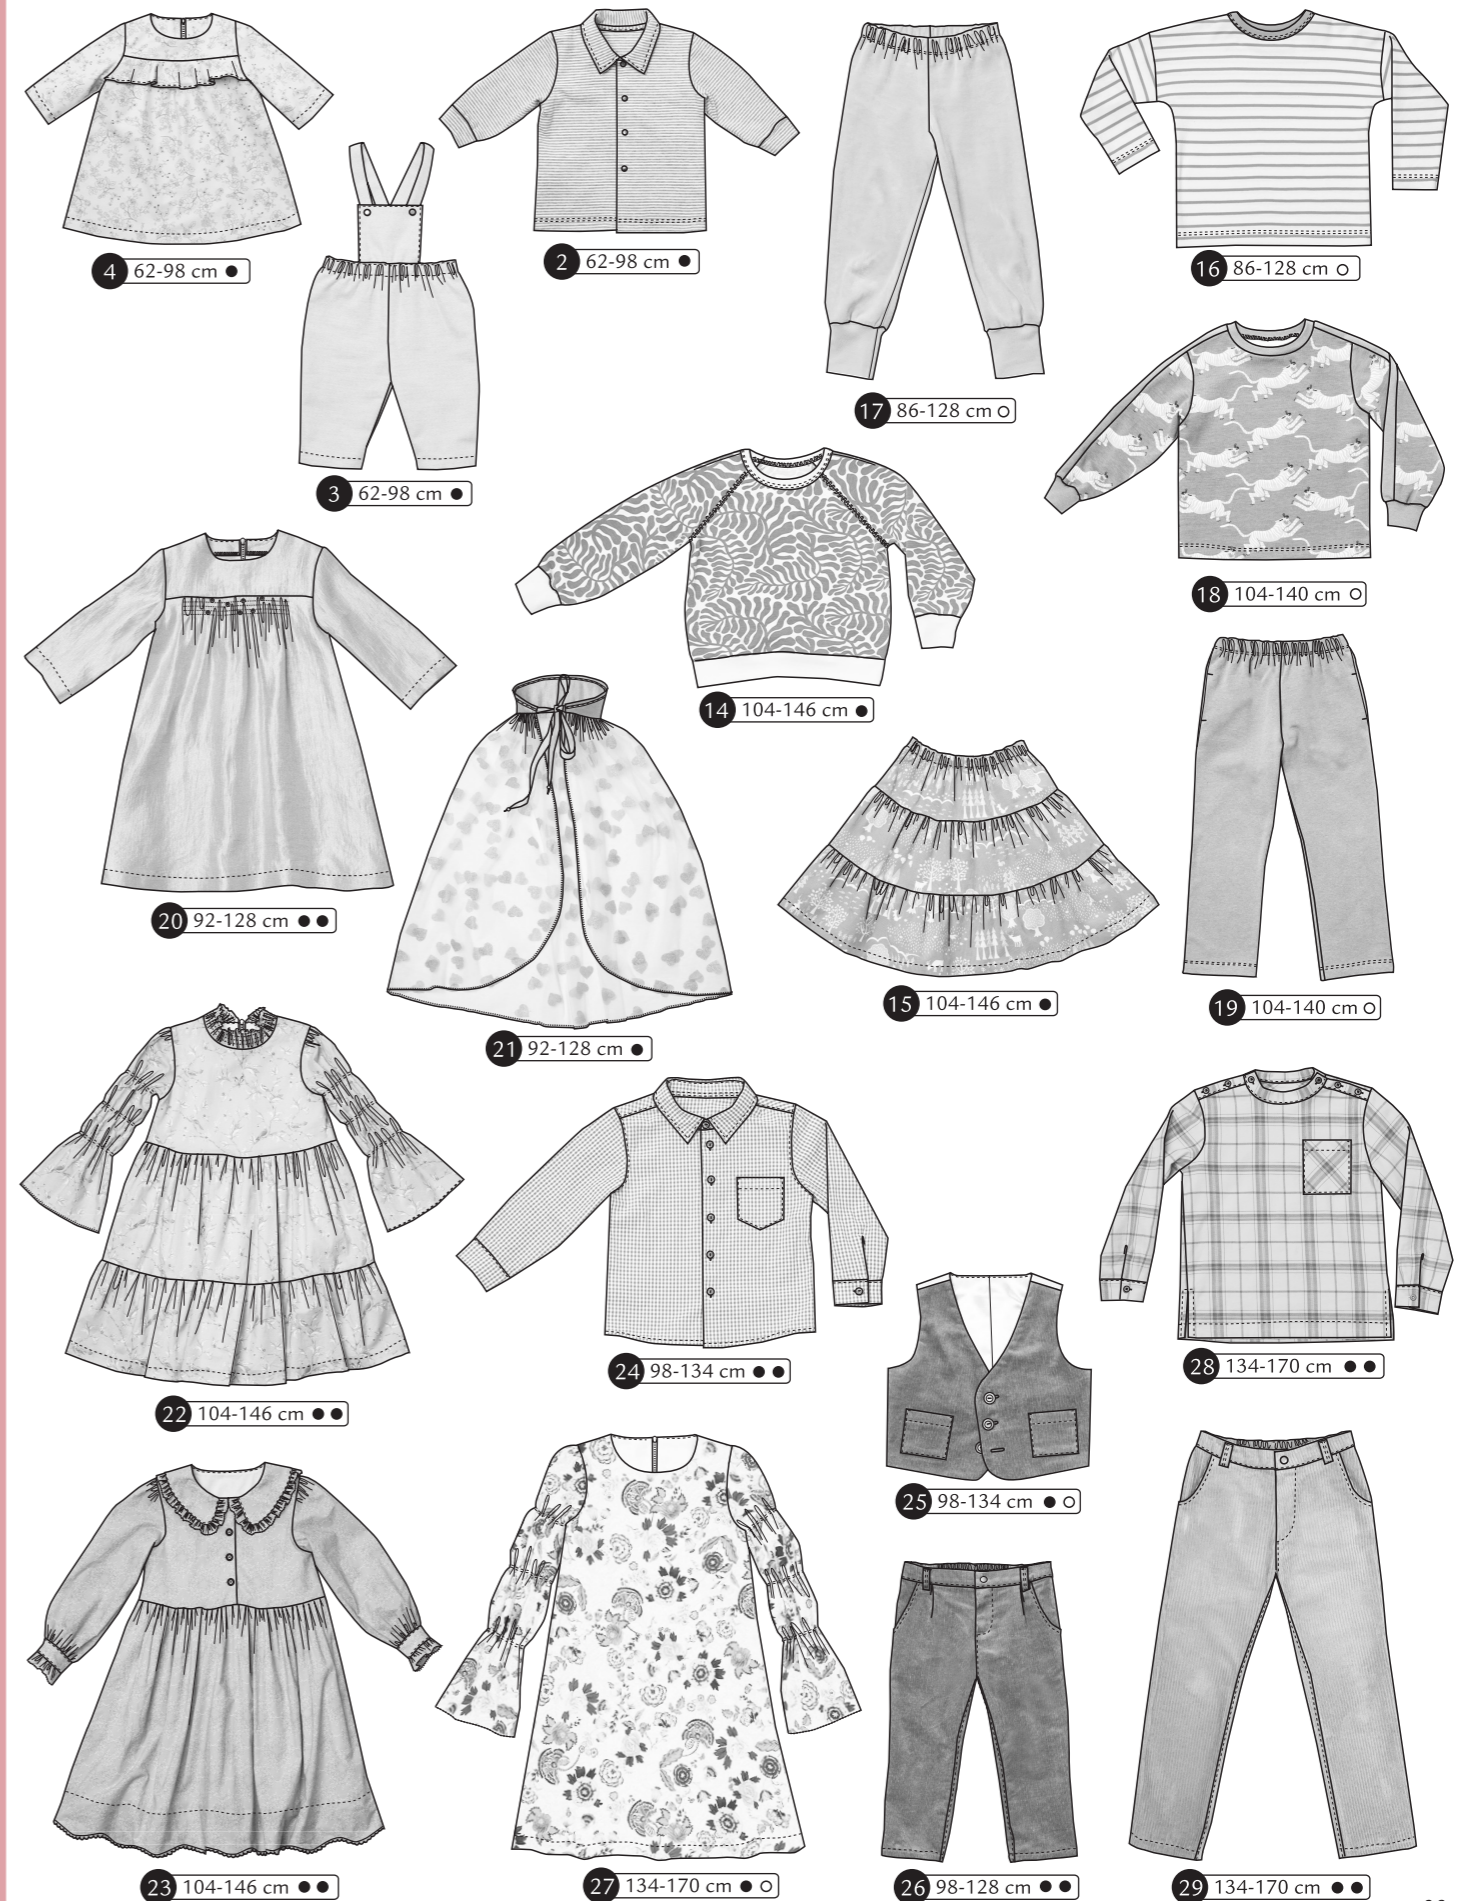 4 62-98 cm ●
2 62-98 cm ●
16 86-128 cm ○
17 86-128 cm ○
3 62-98 cm ●
18 104-140 cm ○
14 104-146 cm ●
20 92-128 cm ●●
15 104-146 cm ●
19 104-140 cm ○
21 92-128 cm ●
22 104-146 cm ●●
24 98-134 cm ●●
28 134-170 cm ●●
25 98-134 cm ●○
23 104-146 cm ●●
27 134-170 cm ●○
26 98-128 cm ●●
29 134-170 cm ●●